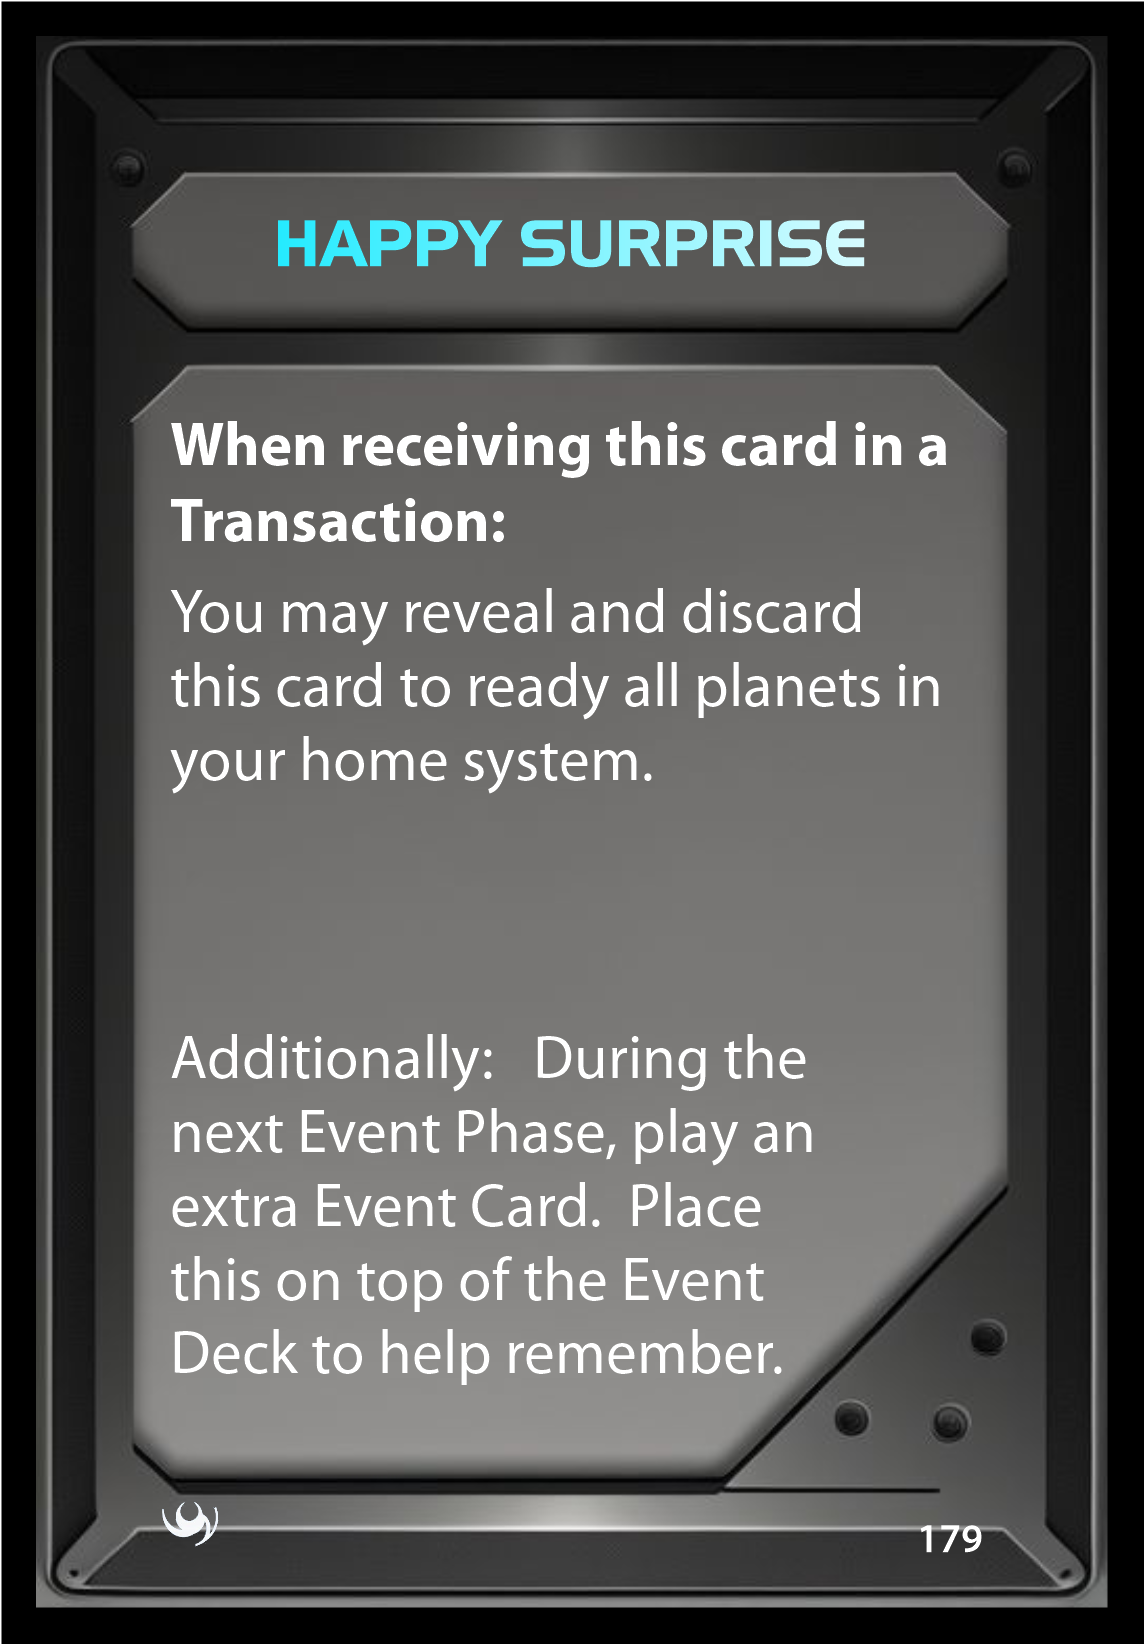 HAPPY SURPRISE
When receiving this card in a
Transaction:
You may reveal and discard
this card to ready all planets in
your home system.
Additionally:   During the
next Event Phase, play an
extra Event Card.  Place
this on top of the Event
Deck to help remember.
179